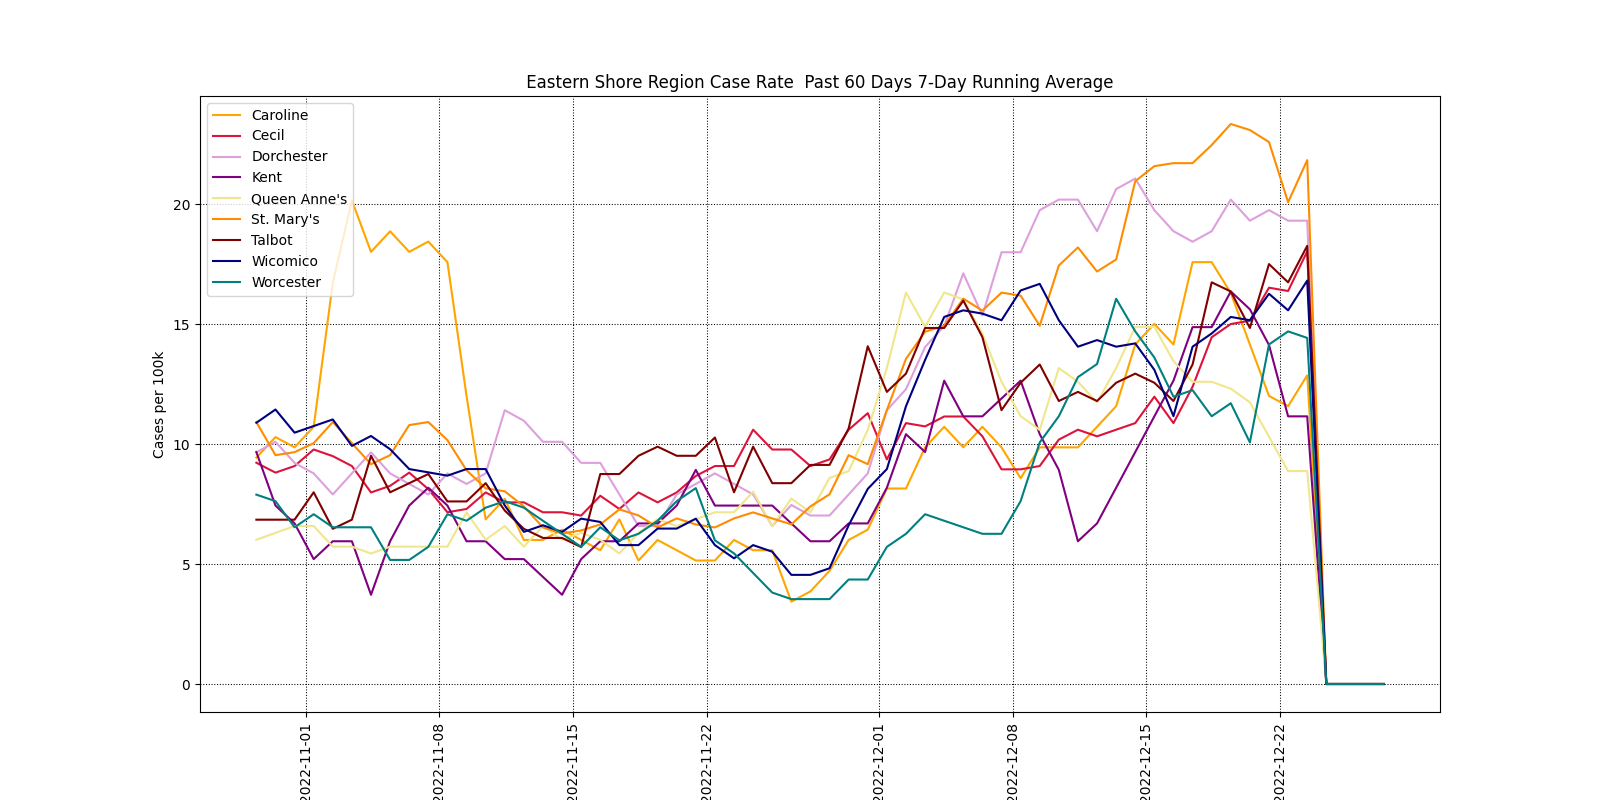 Eastern Shore Region Case Rate  Past 60 Days 7-Day Running Average
Caroline
Cecil
Dorchester
Kent
Queen Anne's
St. Mary's
Talbot
Wicomico
Worcester
Cases per 100k
20
15
10
5
0
2022-11-01
2022-11-08
2022-11-15
2022-11-22
2022-12-01
2022-12-08
2022-12-15
2022-12-22